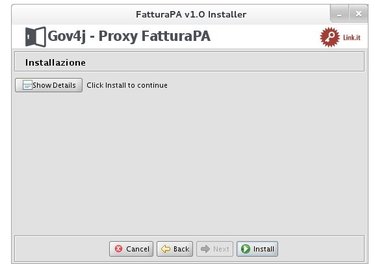 FatturaPA v1.0 Installer
Gov4j - Proxy FatturaPA
Link.it
Installazione
Show Details Click Install to continue
Cancel Back Next Install